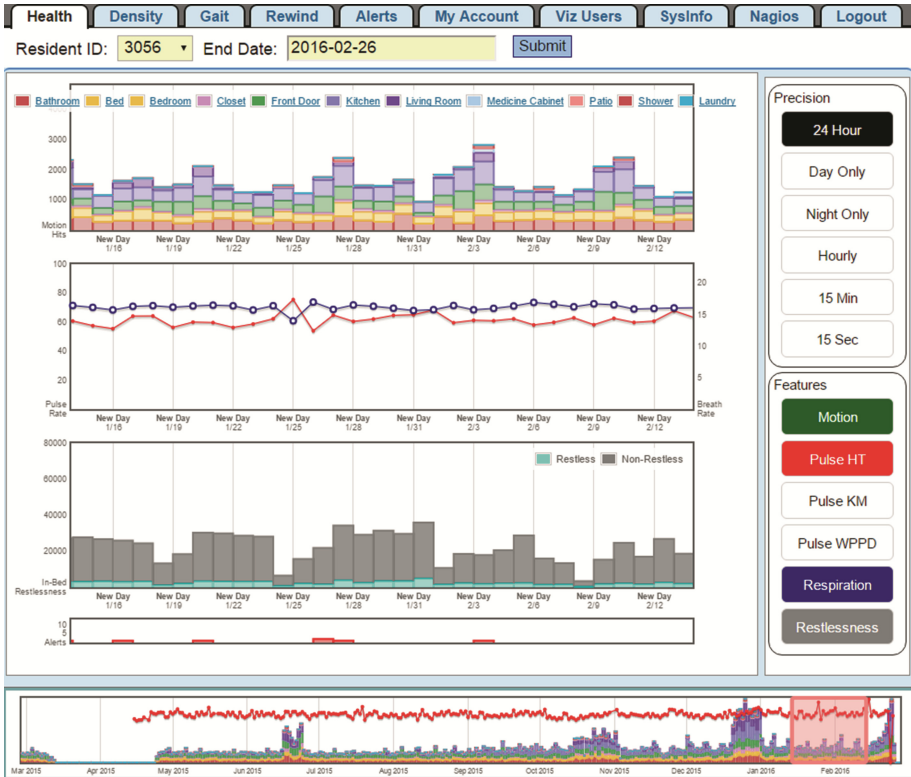 Health Density Gait Rewind Alerts My Account Viz Users SysInfo Nagios Logout
Resident ID: 3056 End Date: 2016-02-26 Submit
Bathroom Bed Bedroom Closet Front Door Kitchen Living Room Medicine Cabinet Patio Shower Laundry
3000
2000
1000
Motion
Hits
New Day New Day New Day New Day New Day New Day New Day New Day New Day New Day
1/16 1/19 1/22 1/25 1/28 1/31 2/3 2/6 2/9 2/12
100
80
60
40
20
Pulse
Rate
20
15
10
5
Breath
Rate
New Day New Day New Day New Day New Day New Day New Day New Day New Day New Day
1/16 1/19 1/22 1/25 1/28 1/31 2/3 2/6 2/9 2/12
80000
60000
40000
20000
In-Bed
Restlessness
Restless Non-Restless
New Day New Day New Day New Day New Day New Day New Day New Day New Day New Day
1/16 1/19 1/22 1/25 1/28 1/31 2/3 2/6 2/9 2/12
10
5
Alerts
Precision
24 Hour
Day Only
Night Only
Hourly
15 Min
15 Sec
Features
Motion
Pulse HT
Pulse KM
Pulse WPPD
Respiration
Restlessness
Mar 2015 Apr 2015 May 2015 Jun 2015 Jul 2015 Aug 2015 Sep 2015 Oct 2015 Nov 2015 Dec 2015 Jan 2016 Feb 2016